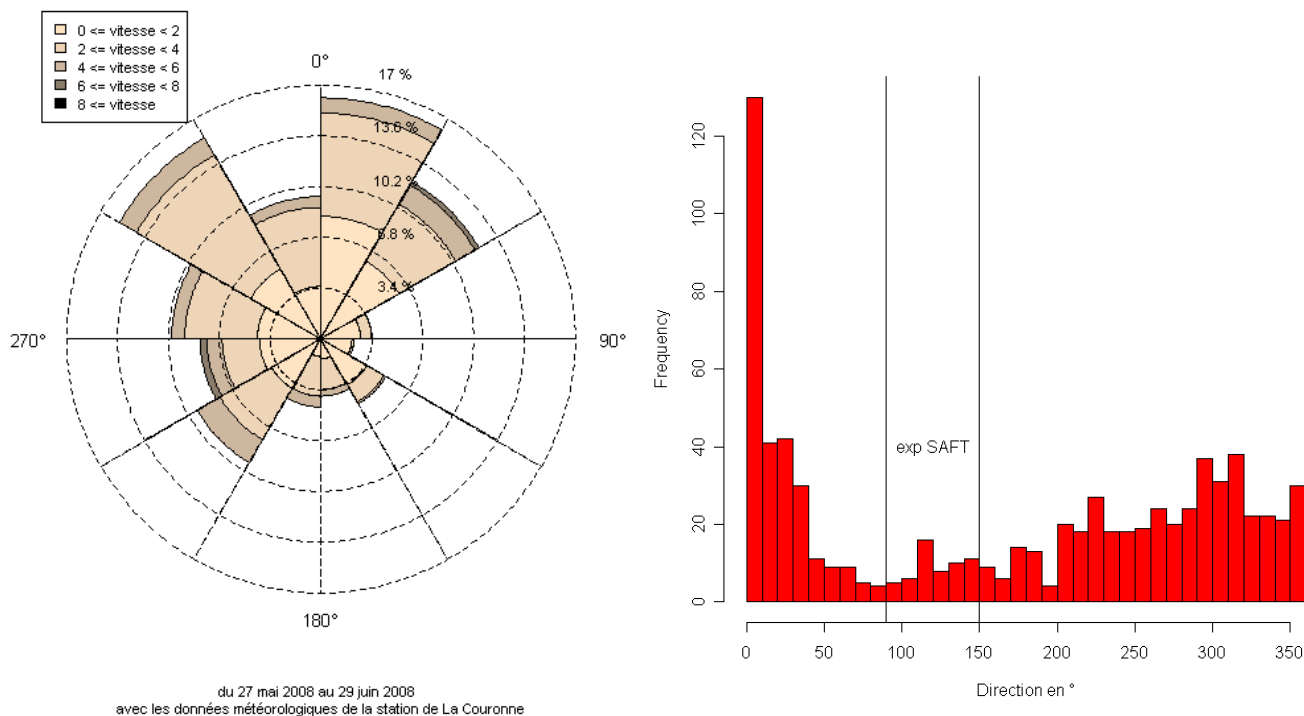 0 <= vitesse < 2
2 <= vitesse < 4
4 <= vitesse < 6
6 <= vitesse < 8
8 <= vitesse
0°
17 %
13.6 %
10.2 %
6.8 %
3.4 %
270°
90°
180°
du 27 mai 2008 au 29 juin 2008
avec les données météorologiques de la station de La Couronne
Frequency
120
100
80
60
40
20
0
exp SAFT
0 50 100 150 200 250 300 350
Direction en °